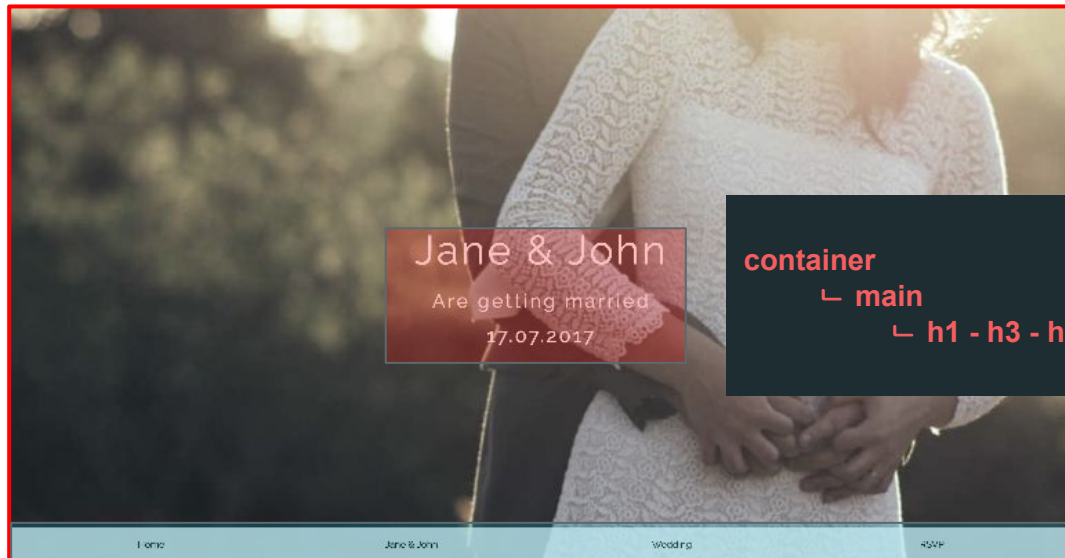 Jane & John
Are getting married
17.07.2017
container
ㄴ main
ㄴ h1 - h3 - h
Home Jane & John Wedding RSVP